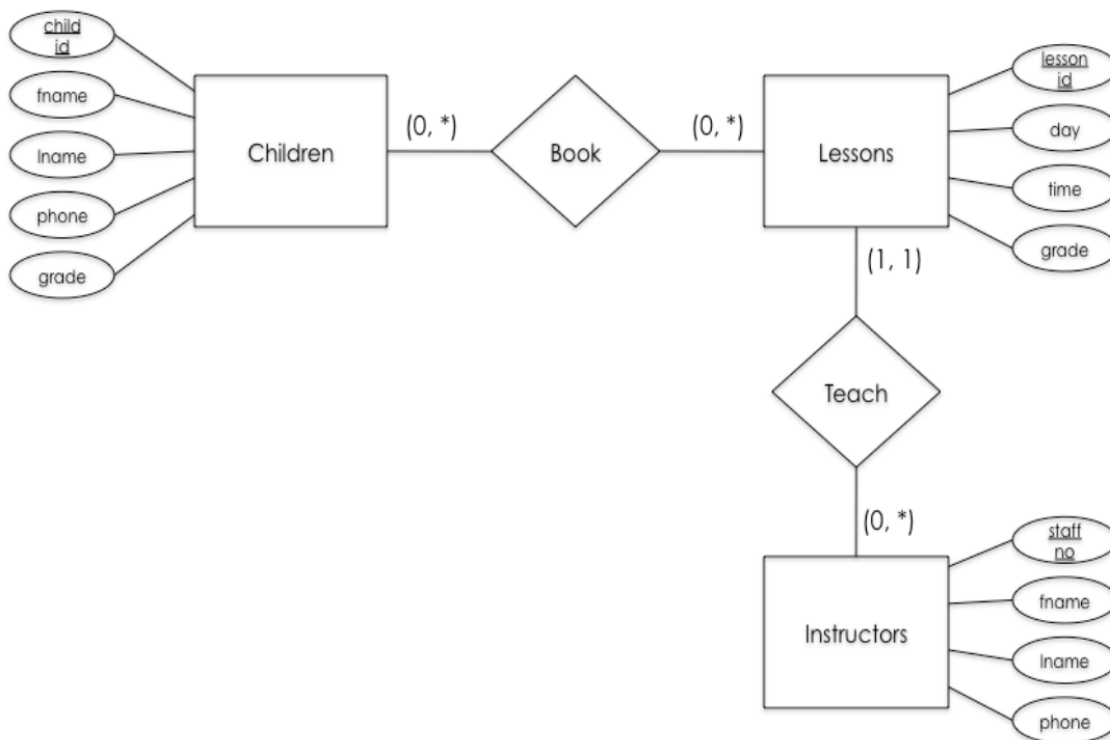 child
id
fname
lname
phone
grade
Children
(0, *)
Book
(0, *)
Lessons
lesson
id
day
time
grade
(1, 1)
Teach
(0, *)
Instructors
staff
no
fname
lname
phone